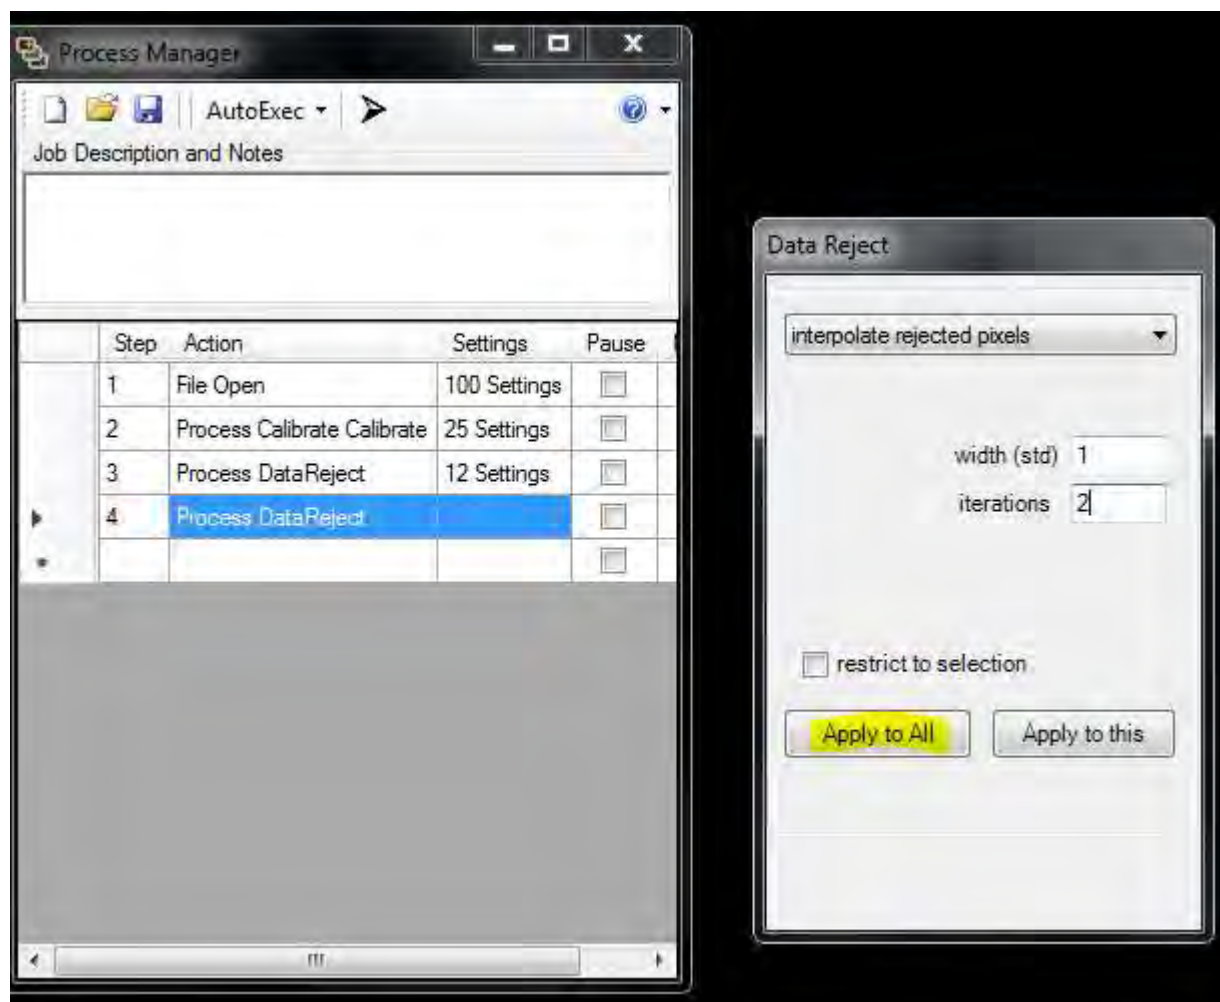 Process Manager
AutoExec
Job Description and Notes
Step Action Settings Pause
1 File Open 100 Settings
2 Process Calibrate Calibrate 25 Settings
3 Process DataReject 12 Settings
4 Process DataReject
Data Reject
interpolate rejected pixels
width (std) 1
iterations 2
restrict to selection
Apply to All Apply to this